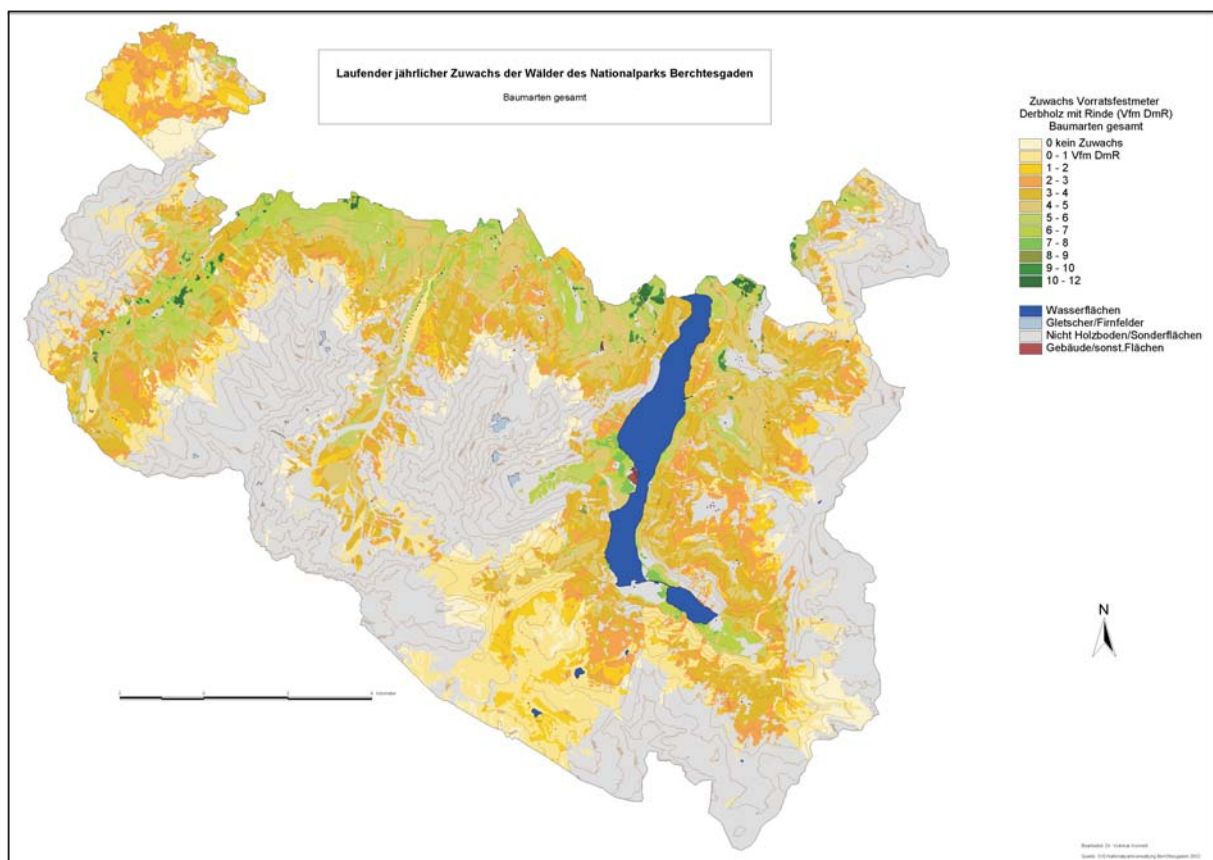 Laufender jährlicher Zuwachs der Wälder des Nationalparks Berchtesgaden
Baumarten gesamt
Zuwachs Vorratsfestmeter
Derbholz mit Rinde (Vfm DmR)
Baumarten gesamt
0 kein Zuwachs
0 - 1 Vfm DmR
1 - 2
2 - 3
3 - 4
4 - 5
5 - 6
6 - 7
7 - 8
8 - 9
9 - 10
10 - 12
Wasserflächen
Gletscher/Firnfelder
Nicht Holzboden/Sonderflächen
Gebäude/sonst.Flächen
N